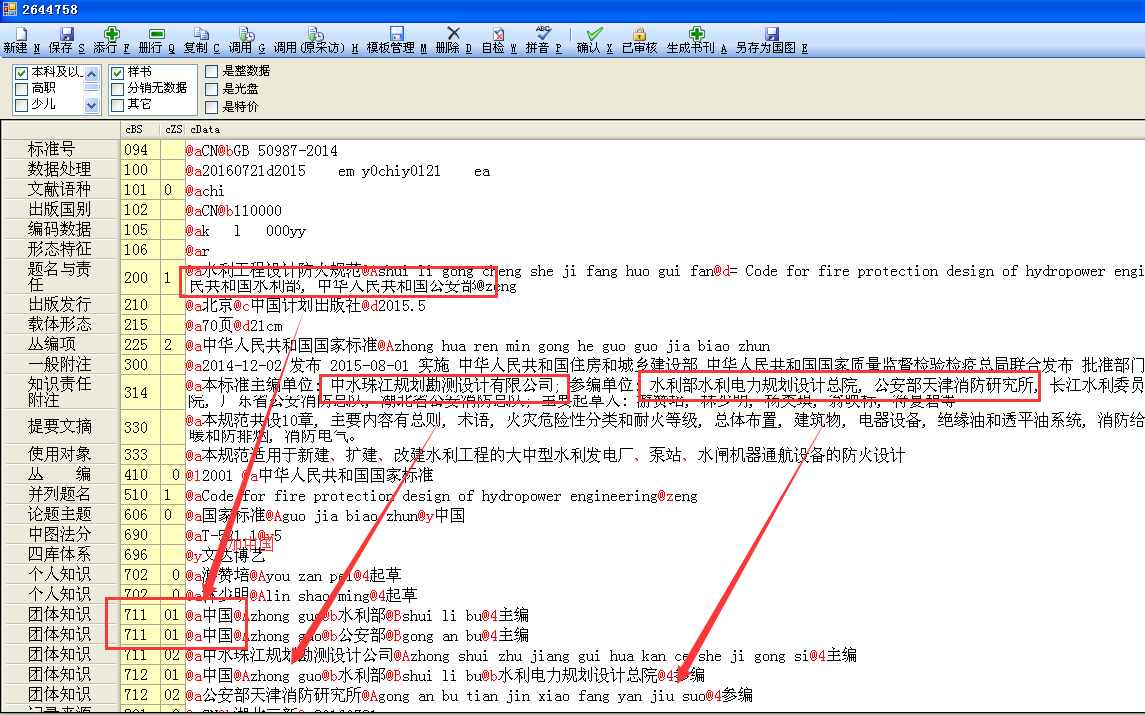 2644758
新建 N 保存 S 添行 F 删行 Q 复制 C 调用 G 调用(原采访) H 模板管理 M 删除 D 自检 W 拼音 P 确认 X 已审核 生成书刊 A 另存为国图 E
本科及以 样书 是整数据
高职 分销无数据 是光盘
少儿 其它 是特价
cBS cZS cData
标准号 094 @aCN@bGB 50987-2014
数据处理 100 @a20160721d2015 em y0chiy0121 ea
文献语种 101 0 @achi
出版国别 102 @aCN@b110000
编码数据 105 @ak l 000yy
形态特征 106 @ar
题名与责任 200 1 @a水利工程设计防火规范@Ashui li gong cheng she ji fang huo gui fan@d= Code for fire protection design of hydropower engi
民共和国水利部, 中华人民共和国公安部@zeng
出版发行 210 @a北京@c中国计划出版社@d2015.5
载体形态 215 @a70页@d21cm
丛编项 225 2 @a中华人民共和国国家标准@Azhong hua ren min gong he guo guo jia biao zhun
一般附注 300 @a2014-12-02 发布 2015-08-01 实施 中华人民共和国住房和城乡建设部 中华人民共和国国家质量监督检验检疫总局联合发布 批准部门
知识责任附注 314 @a本标准主编单位: 中水珠江规划勘测设计有限公司; 参编单位: 水利部水利电力规划设计总院, 公安部天津消防研究所, 长江水利委员
院, 广东省公安消防总队, 湖北省公安消防总队; 主要起草人:
提要文摘 330 @a本规范共设10章, 主要内容有总则, 术语, 火灾危险性分类和耐火等级, 总体布置, 建筑物, 电器设备, 绝缘油和透平油系统, 消防给
暖和防排烟, 消防电气。
使用对象 333 @a本规范适用于新建、扩建、改建水利工程的大中型水利发电厂、泵站、水闸机器通航设备的防火设计
丛 编 410 0 @12001 @a中华人民共和国国家标准
并列题名 510 1 @aCode for fire protection design of hydropower engineering@zeng
论题主题 606 0 @a国家标准@Aguo jia biao zhun@y中国
中图法分 690 @aT-521.1@v5
加中国
四库体系 696 @y文达博艺
个人知识 702 0 @a游赞培@Ayou zan pei@4起草
个人知识 702 0 @a林少明@Alin shao ming@4起草
团体知识 711 01 @a中国@Azhong guo@b水利部@Bshui li bu@4主编
团体知识 711 01 @a中国@Azhong guo@b公安部@Bgong an bu@4主编
团体知识 711 02 @a中水珠江规划勘测设计公司@Azhong shui zhu jiang gui hua kan ce she ji gong si@4主编
团体知识 712 01 @a中国@Azhong guo@b水利部@Bshui li bu@b水利电力规划设计总院@4参编
团体知识 712 02 @a公安部天津消防研究所@Agong an bu tian jin xiao fang yan jiu suo@4参编